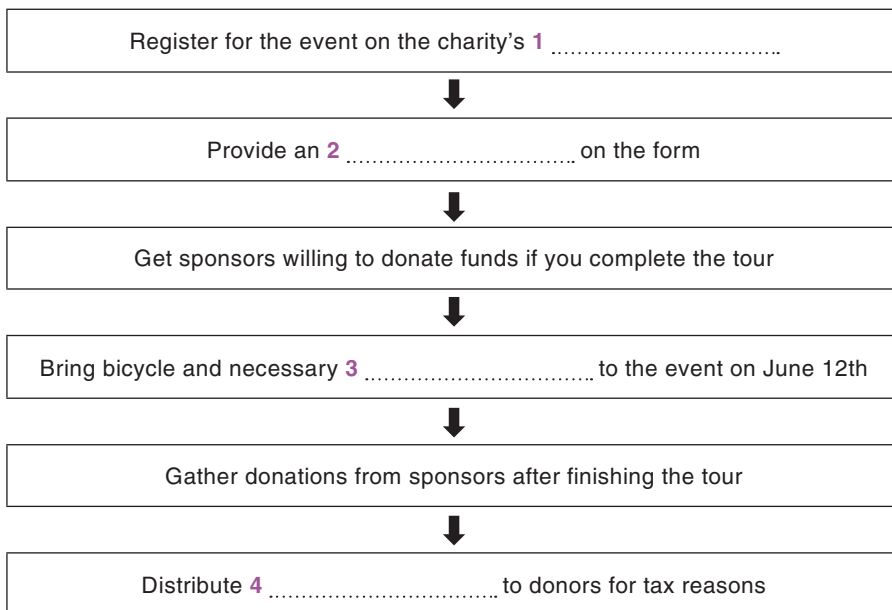 Register for the event on the charity's 1 ................................
Provide an 2 ................................ on the form
Get sponsors willing to donate funds if you complete the tour
Bring bicycle and necessary 3 ................................ to the event on June 12th
Gather donations from sponsors after finishing the tour
Distribute 4 ................................ to donors for tax reasons